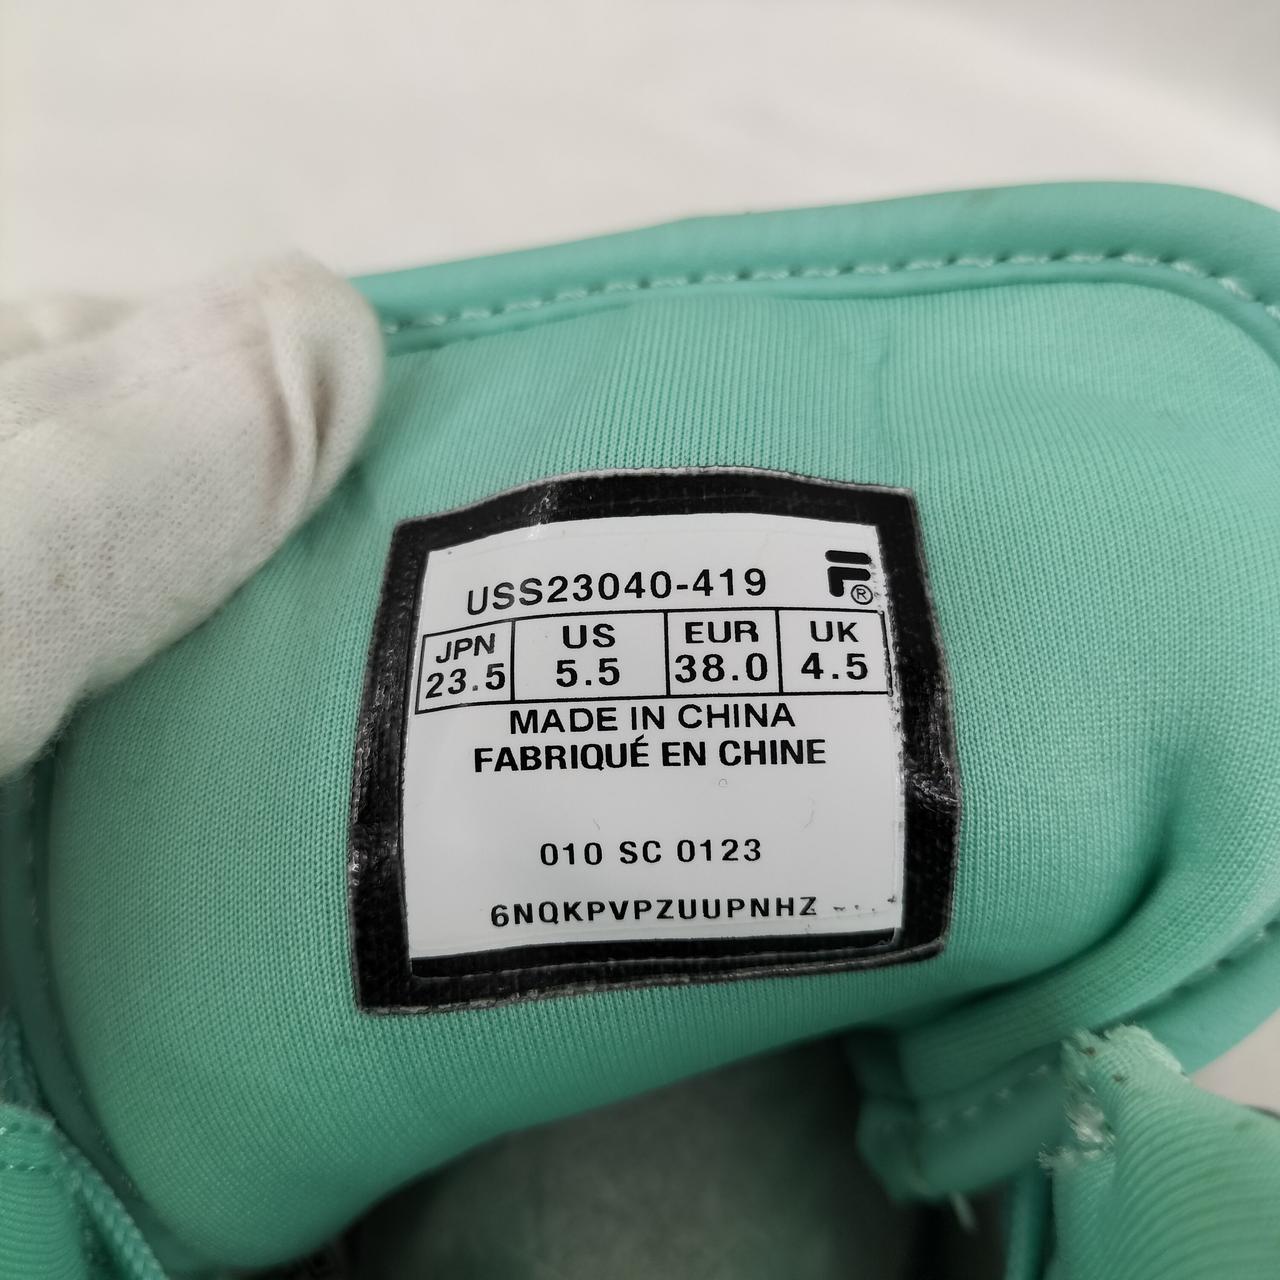 USS23040-419
JPN US EUR UK
23.5 5.5 38.0 4.5
MADE IN CHINA
FABRIQUÉ EN CHINE
010 SC 0123
6NQKPVPZUUPNHZ